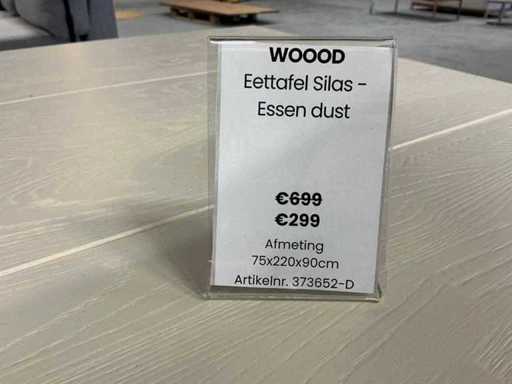 WOOOD
Eettafel Silas -
Essen dust
€699
€299
Afmeting
75x220x90cm
Artikelnr. 373652-D